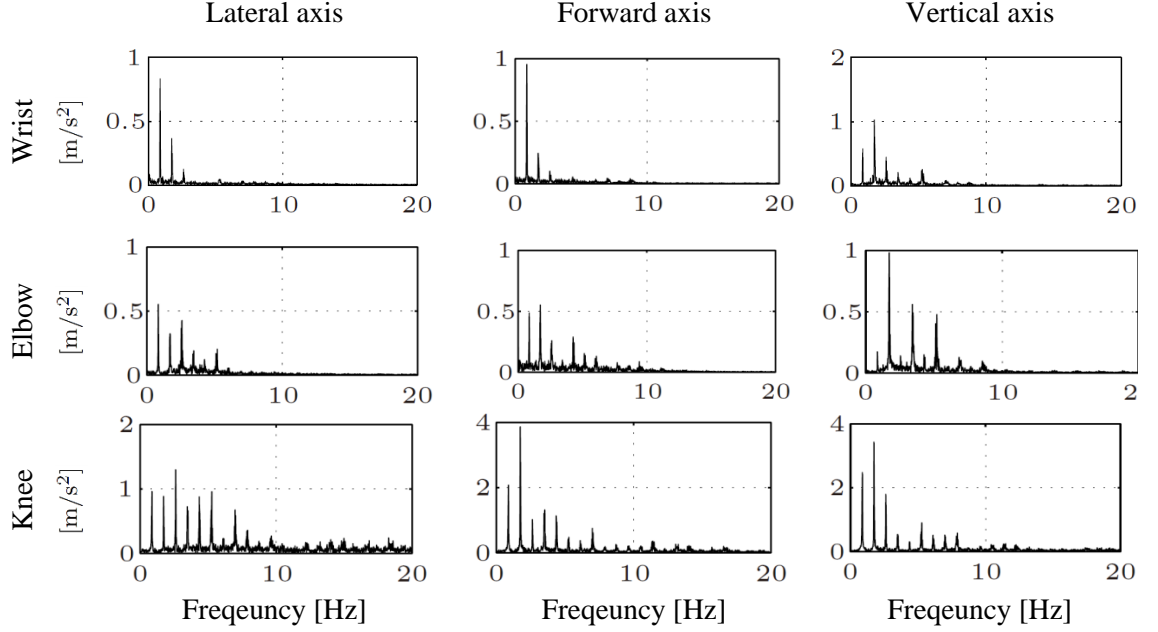 Lateral axis Forward axis Vertical axis
Wrist
[m/s²]
1 0.5 0 0 10 20
1 0.5 0 0 10 20
2 1 0 0 10 20
Elbow
[m/s²]
1 0.5 0 0 10 20
1 0.5 0 0 10 20
1 0.5 0 0 10 2
Knee
[m/s²]
2 1 0 0 10 20
4 2 0 0 10 20
4 2 0 0 10 20
Freqeuncy [Hz] Freqeuncy [Hz] Freqeuncy [Hz]